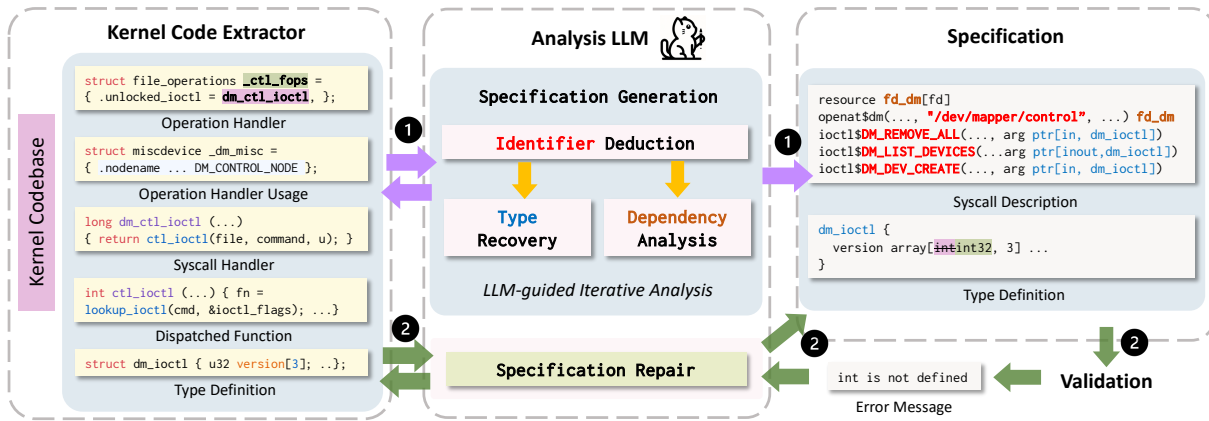 Kernel Codebase
Kernel Code Extractor
struct file_operations _ctl_fops =
{ .unlocked_ioctl = dm_ctl_ioctl, };
Operation Handler
struct miscdevice _dm_misc =
{ .nodename ... DM_CONTROL_NODE };
Operation Handler Usage
long dm_ctl_ioctl (...)
{ return ctl_ioctl(file, command, u); }
Syscall Handler
int ctl_ioctl (...) { fn =
lookup_ioctl(cmd, &ioctl_flags); ...}
Dispatched Function
struct dm_ioctl { u32 version[3]; ..};
Type Definition
1
2
Analysis LLM
Specification Generation
Identifier Deduction
Type
Recovery
Dependency
Analysis
LLM-guided Iterative Analysis
Specification Repair
1
2
Specification
resource fd_dm[fd]
openat$dm(..., "/dev/mapper/control”, ...) fd_dm
ioctl$DM_REMOVE_ALL(..., arg ptr[in, dm_ioctl])
ioctl$DM_LIST_DEVICES(...arg ptr[inout,dm_ioctl])
ioctl$DM_DEV_CREATE(..., arg ptr[in, dm_ioctl])
Syscall Description
dm_ioctl {
version array[intint32, 3] ...
}
Type Definition
2
Validation
int is not defined
Error Message